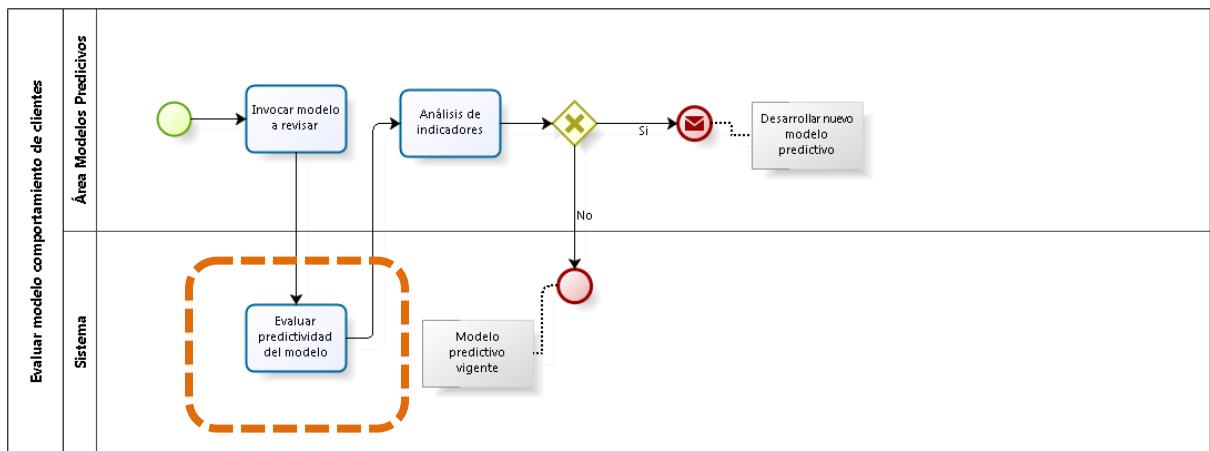 Evaluar modelo comportamiento de clientes
Área Modelos Predicivos
Invocar modelo
a revisar
Análisis de
indicadores
Si
Desarrollar nuevo
modelo
predictivo
No
Sistema
Evaluar
predictividad
del modelo
Modelo
predictivo
vigente